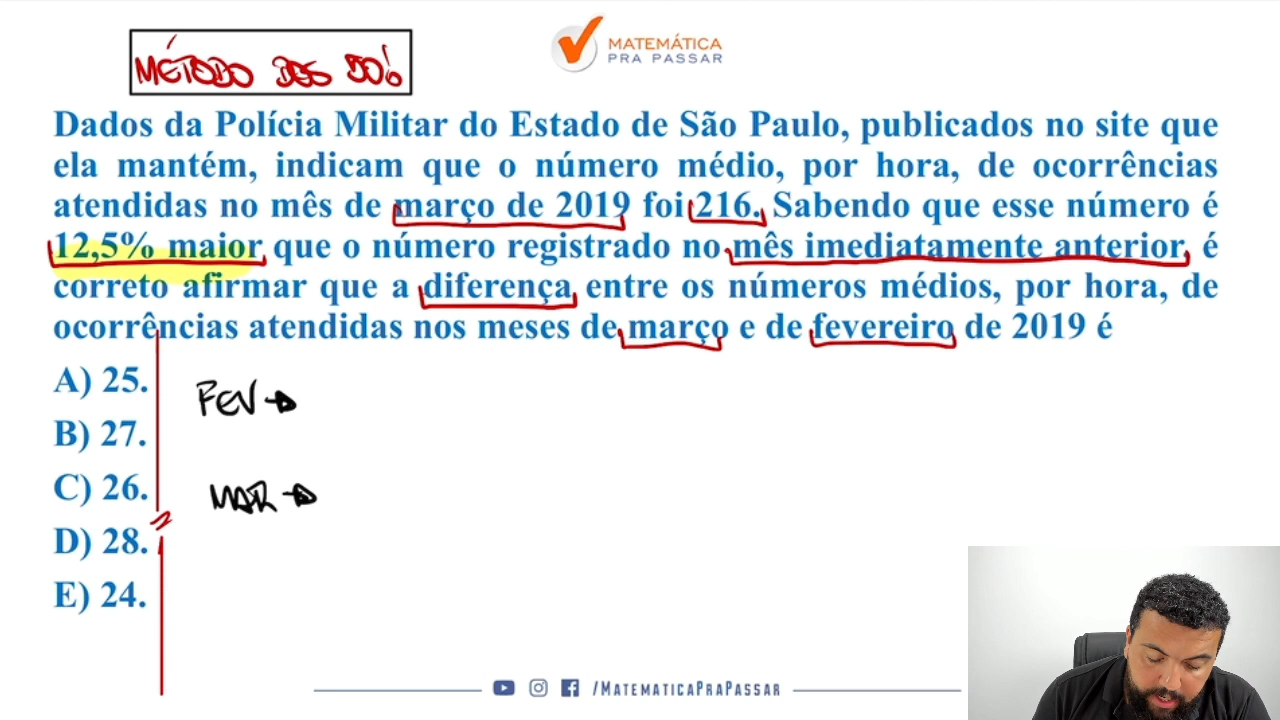 MÉTODO DOS 50!
MATEMÁTICA
PRA PASSAR
Dados da Polícia Militar do Estado de São Paulo, publicados no site que
ela mantém, indicam que o número médio, por hora, de ocorrências
atendidas no mês de março de 2019 foi 216. Sabendo que esse número é
12,5% maior que o número registrado no mês imediatamente anterior, é
correto afirmar que a diferença entre os números médios, por hora, de
ocorrências atendidas nos meses de março e de fevereiro de 2019 é
A) 25.
B) 27.
C) 26.
D) 28.
E) 24.
FEV →
MAR →
/MATEMATICAPRAPASSAR